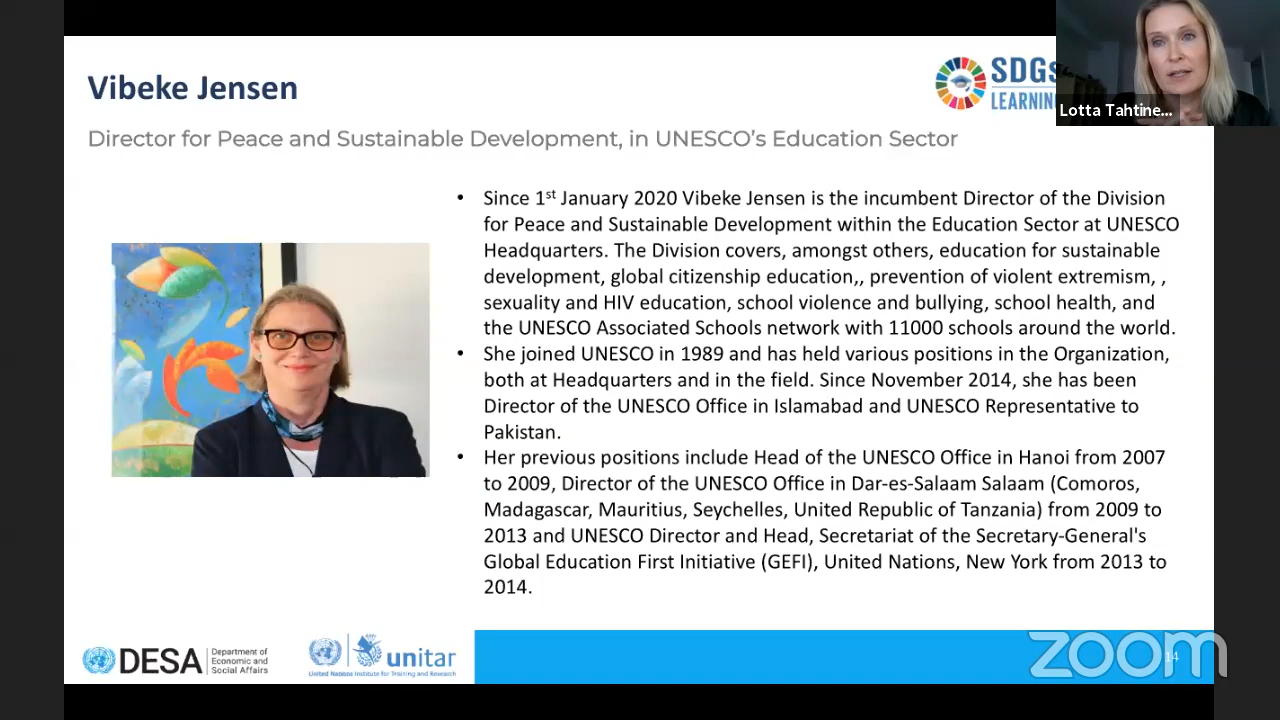 Vibeke Jensen
SDGs
LEARNIN
Lotta Tahtine...
Director for Peace and Sustainable Development, in UNESCO's Education Sector
• Since 1st January 2020 Vibeke Jensen is the incumbent Director of the Division
for Peace and Sustainable Development within the Education Sector at UNESCO
Headquarters. The Division covers, amongst others, education for sustainable
development, global citizenship education,, prevention of violent extremism, ,
sexuality and HIV education, school violence and bullying, school health, and
the UNESCO Associated Schools network with 11000 schools around the world.
• She joined UNESCO in 1989 and has held various positions in the Organization,
both at Headquarters and in the field. Since November 2014, she has been
Director of the UNESCO Office in Islamabad and UNESCO Representative to
Pakistan.
• Her previous positions include Head of the UNESCO Office in Hanoi from 2007
to 2009, Director of the UNESCO Office in Dar-es-Salaam Salaam (Comoros,
Madagascar, Mauritius, Seychelles, United Republic of Tanzania) from 2009 to
2013 and UNESCO Director and Head, Secretariat of the Secretary-General's
Global Education First Initiative (GEFI), United Nations, New York from 2013 to
2014.
DESA
Department of
Economic and
Social Affairs
unitar
United Nations Institute for Training and Research
zoom
14